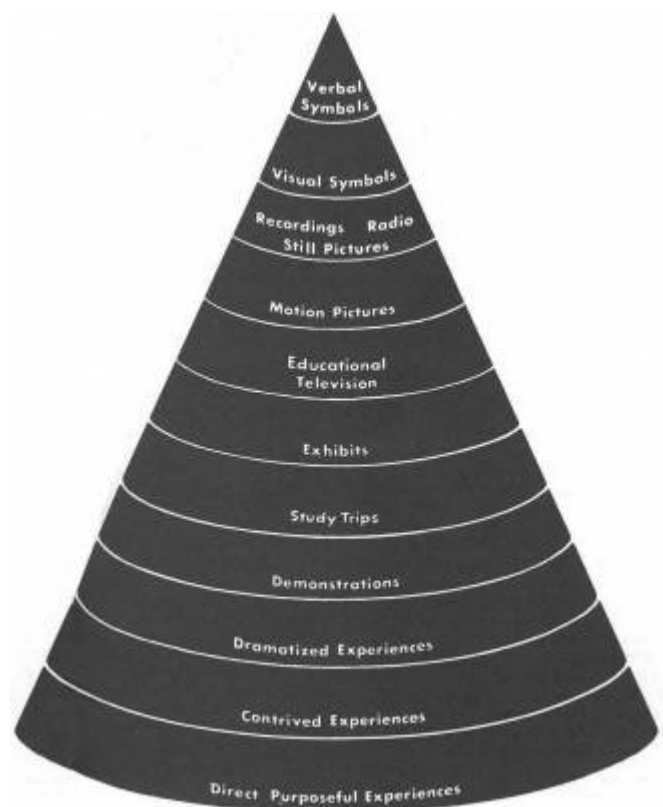 Verbal
Symbols
Visual Symbols
Recordings Radio
Still Pictures
Motion Pictures
Educational
Television
Exhibits
Study Trips
Demonstrations
Dramatized Experiences
Contrived Experiences
Direct Purposeful Experiences